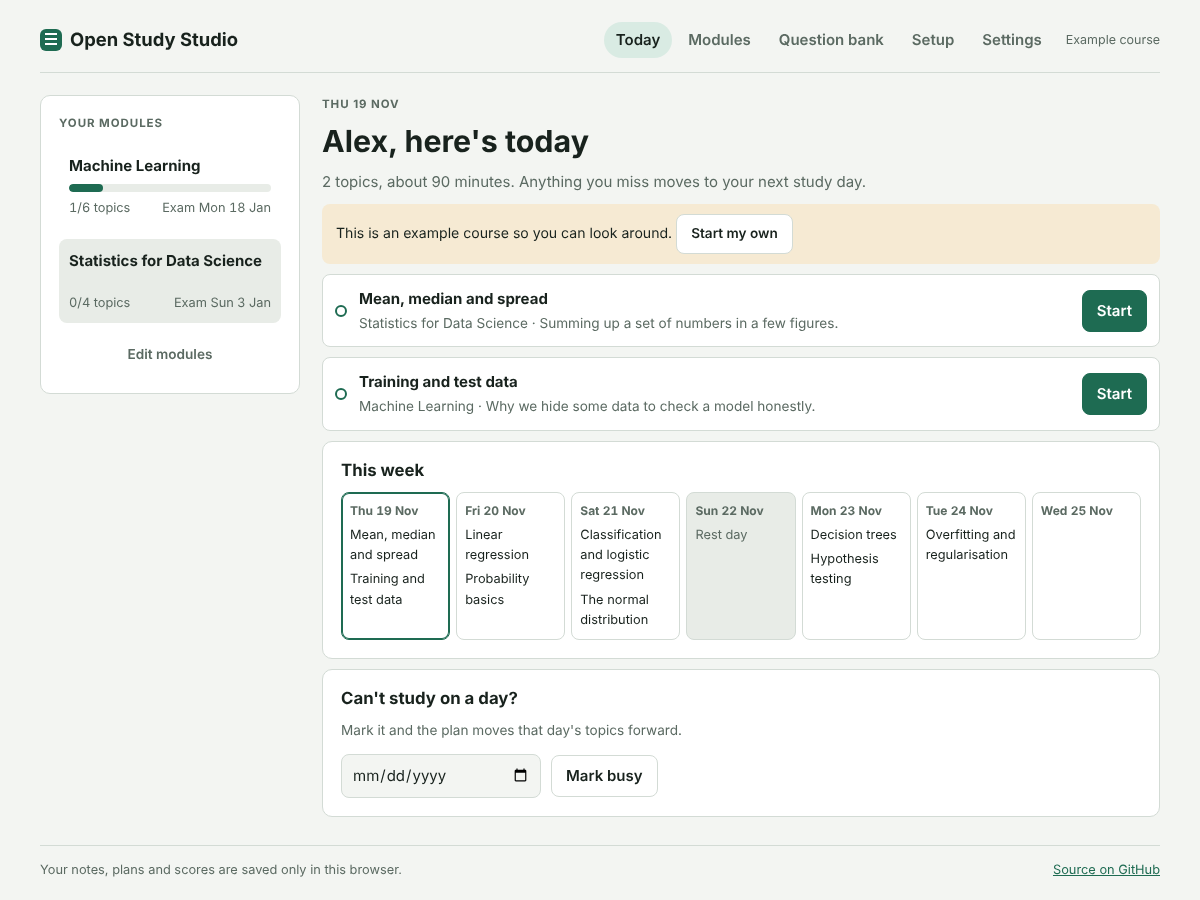 Open Study Studio
Today
Modules
Question bank
Setup
Settings
Example course
YOUR MODULES
Machine Learning
1/6 topics
Exam Mon 18 Jan
Statistics for Data Science
0/4 topics
Exam Sun 3 Jan
Edit modules
THU 19 NOV
Alex, here's today
2 topics, about 90 minutes. Anything you miss moves to your next study day.
This is an example course so you can look around.
Start my own
Mean, median and spread
Statistics for Data Science · Summing up a set of numbers in a few figures.
Start
Training and test data
Machine Learning · Why we hide some data to check a model honestly.
Start
This week
Thu 19 Nov
Mean, median
and spread
Training and
test data
Fri 20 Nov
Linear
regression
Probability
basics
Sat 21 Nov
Classification
and logistic
regression
The normal
distribution
Sun 22 Nov
Rest day
Mon 23 Nov
Decision trees
Hypothesis
testing
Tue 24 Nov
Overfitting and
regularisation
Wed 25 Nov
Can't study on a day?
Mark it and the plan moves that day's topics forward.
mm/dd/yyyy
Mark busy
Your notes, plans and scores are saved only in this browser.
Source on GitHub